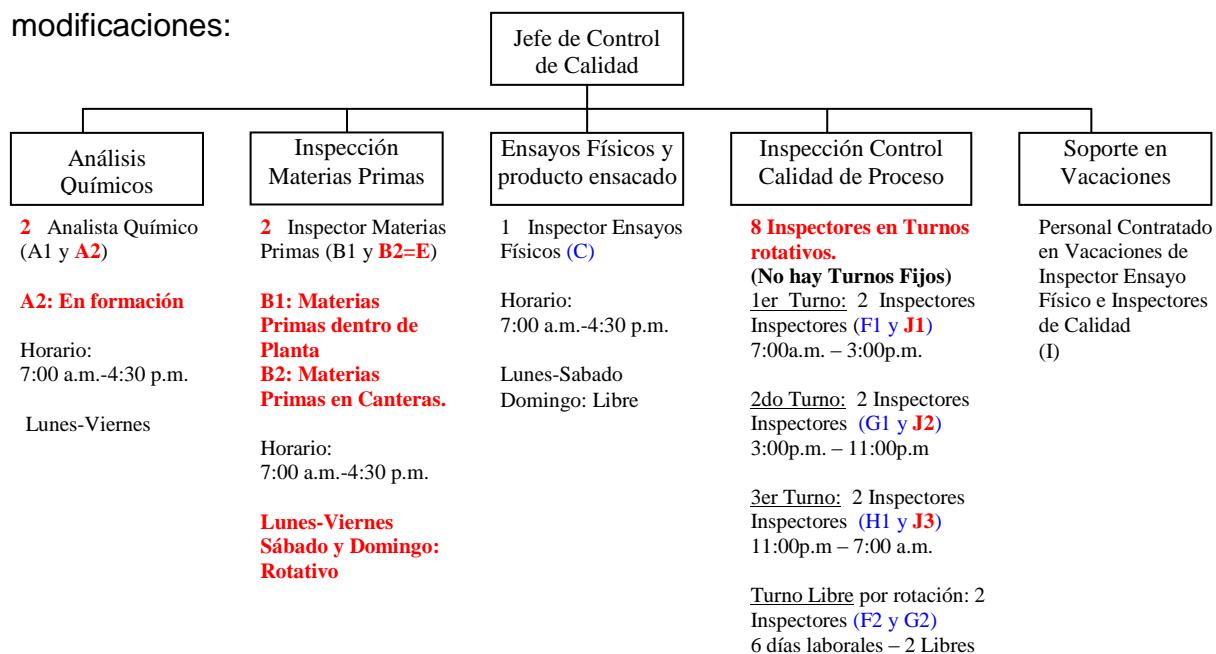 modificaciones:
Jefe de Control
de Calidad
Análisis
Químicos
2 Analista Químico
(A1 y A2)
A2: En formación
Horario:
7:00 a.m.-4:30 p.m.
Lunes-Viernes
Inspección
Materias Primas
2 Inspector Materias
Primas (B1 y B2=E)
B1: Materias
Primas dentro de
Planta
B2: Materias
Primas en Canteras.
Horario:
7:00 a.m.-4:30 p.m.
Lunes-Viernes
Sábado y Domingo:
Rotativo
Ensayos Físicos y
producto ensacado
1 Inspector Ensayos
Físicos (C)
Horario:
7:00 a.m.-4:30 p.m.
Lunes-Sabado
Domingo: Libre
Inspección Control
Calidad de Proceso
8 Inspectores en Turnos
rotativos.
(No hay Turnos Fijos)
1er Turno: 2 Inspectores
Inspectores (F1 y J1)
7:00a.m. – 3:00p.m.
2do Turno: 2 Inspectores
Inspectores (G1 y J2)
3:00p.m. – 11:00p.m
3er Turno: 2 Inspectores
Inspectores (H1 y J3)
11:00p.m – 7:00 a.m.
Turno Libre por rotación: 2
Inspectores (F2 y G2)
6 días laborales – 2 Libres
Soporte en
Vacaciones
Personal Contratado
en Vacaciones de
Inspector Ensayo
Físico e Inspectores
de Calidad
(I)